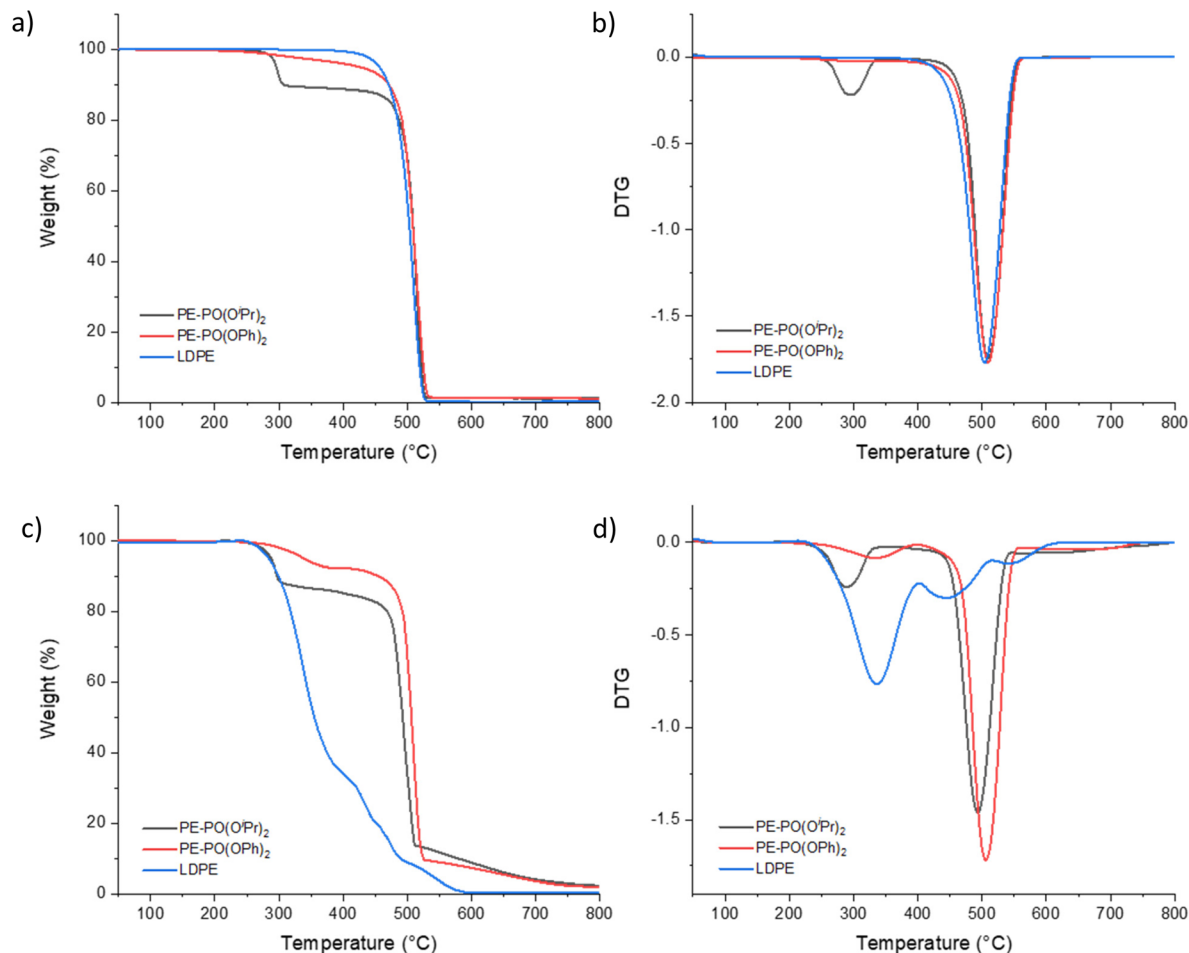 a)
100
80
60
40
20
0
Weight (%)
PE-PO(OⁱPr)₂
PE-PO(OPh)₂
LDPE
100 200 300 400 500 600 700 800
Temperature (°C)
b)
0.0
-0.5
-1.0
-1.5
-2.0
DTG
PE-PO(OⁱPr)₂
PE-PO(OPh)₂
LDPE
100 200 300 400 500 600 700 800
Temperature (°C)
c)
100
80
60
40
20
0
Weight (%)
PE-PO(OⁱPr)₂
PE-PO(OPh)₂
LDPE
100 200 300 400 500 600 700 800
Temperature (°C)
d)
0.0
-0.5
-1.0
-1.5
DTG
PE-PO(OⁱPr)₂
PE-PO(OPh)₂
LDPE
100 200 300 400 500 600 700 800
Temperature (°C)